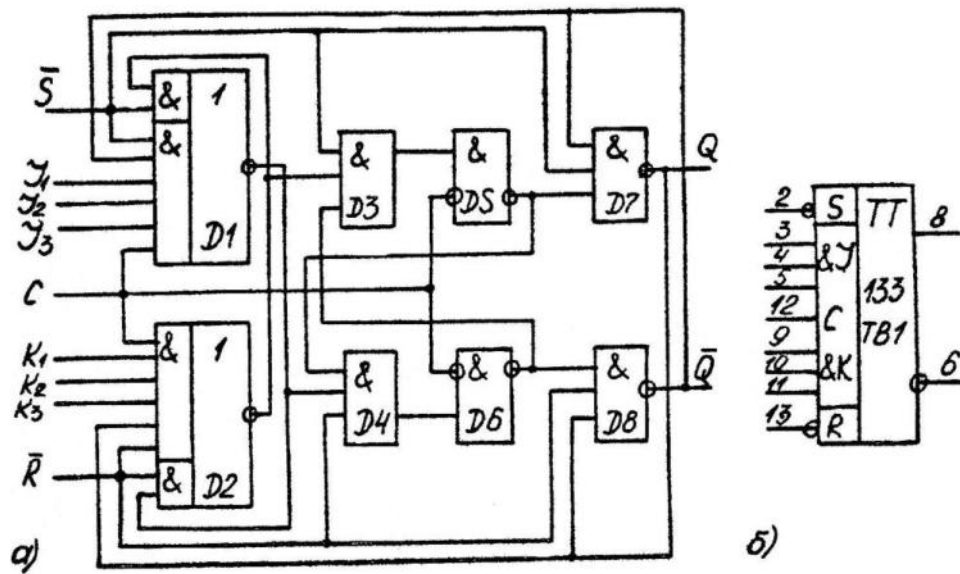 S̅
J1
J2
J3
C
K1
K2
K3
R̅
&
&
1
D1
&
1
&
D2
&
D3
&
D4
&
D5
&
D6
&
D7
&
D8
Q
Q̅
а)
2
3
4
5
12
9
10
11
13
S
&J
C
&K
R
TT
133
ТВ1
8
6
б)